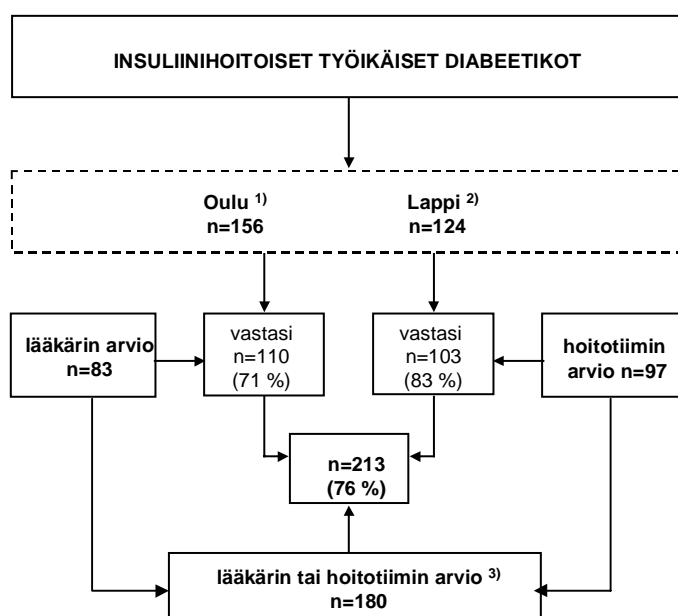 INSULIINIHOITOISET TYÖIKÄISET DIABEETIKOT
Oulu 1)
n=156
Lappi 2)
n=124
lääkärin arvio
n=83
vastasi
n=110
(71 %)
vastasi
n=103
(83 %)
hoitotiimin
arvio n=97
n=213
(76 %)
lääkärin tai hoitotiimin arvio 3)
n=180